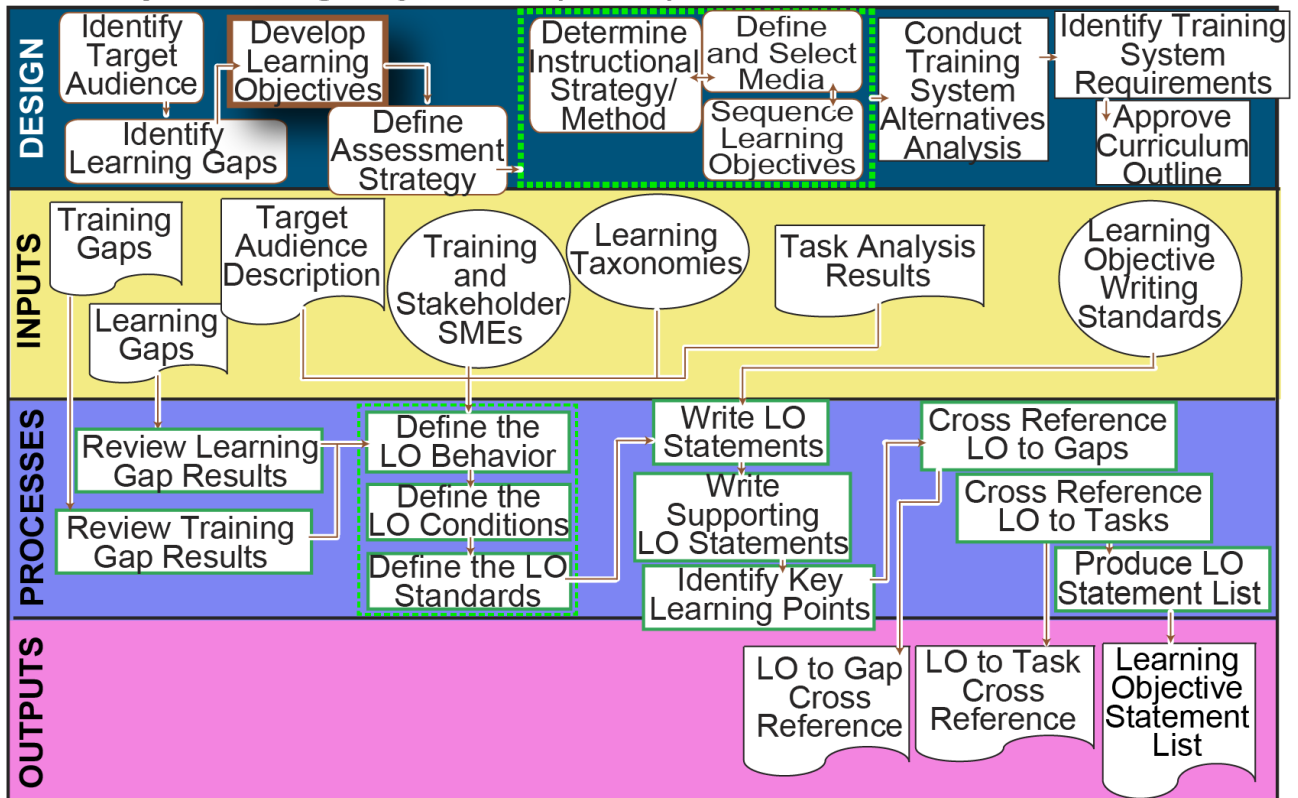 DESIGN
Identify
Target
Audience
Identify
Learning Gaps
Develop
Learning
Objectives
Define
Assessment
Strategy
Determine
Instructional
Strategy/
Method
Define
and Select
Media
Sequence
Learning
Objectives
Conduct
Training
System
Alternatives
Analysis
Identify Training
System
Requirements
Approve
Curriculum
Outline
INPUTS
Training
Gaps
Learning
Gaps
Target
Audience
Description
Training
and
Stakeholder
SMEs
Learning
Taxonomies
Task Analysis
Results
Learning
Objective
Writing
Standards
PROCESSES
Review Learning
Gap Results
Review Training
Gap Results
Define the
LO Behavior
Define the
LO Conditions
Define the LO
Standards
Write LO
Statements
Write
Supporting
LO Statements
Identify Key
Learning Points
Cross Reference
LO to Gaps
Cross Reference
LO to Tasks
Produce LO
Statement List
OUTPUTS
LO to Gap
Cross
Reference
LO to Task
Cross
Reference
Learning
Objective
Statement
List